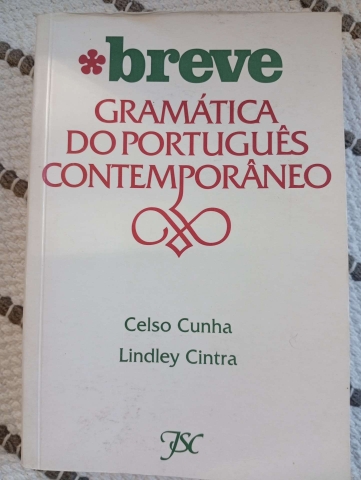 *breve
GRAMÁTICA
DO PORTUGUÊS
CONTEMPORÂNEO
Celso Cunha
Lindley Cintra
JSC